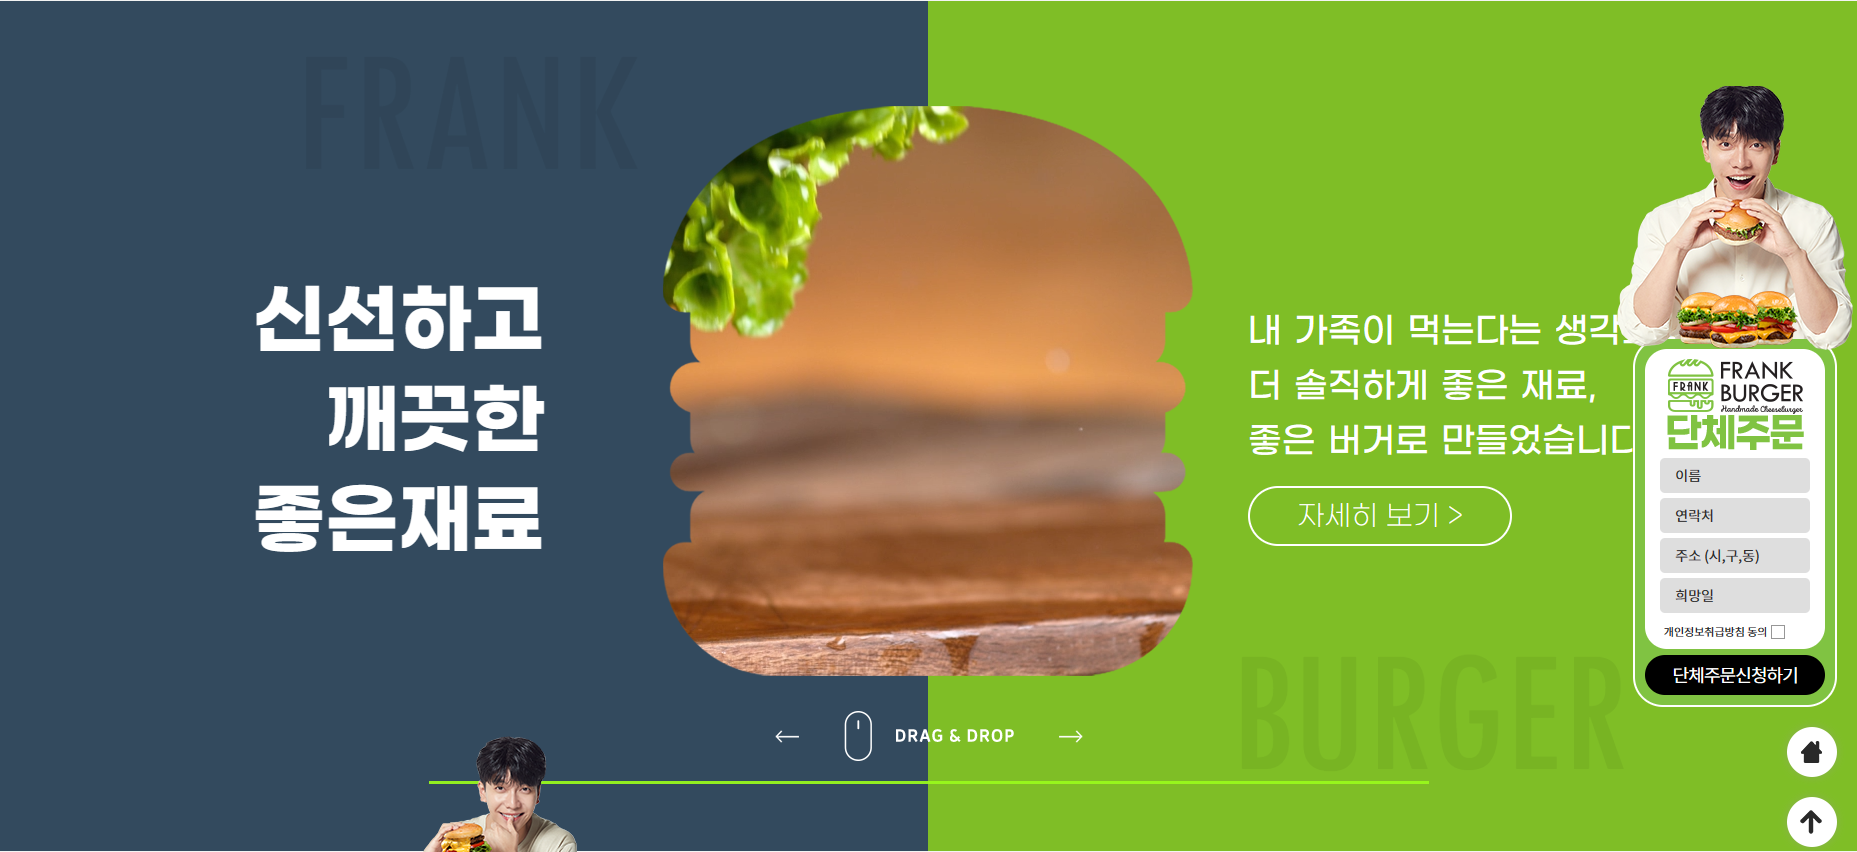 FRANK
신선하고
깨끗한
좋은재료
내 가족이 먹는다는 생각
더 솔직하게 좋은 재료,
좋은 버거로 만들었습니다
자세히 보기 >
BURGER
DRAG & DROP
FRANK
FRANK
BURGER
Handmade Cheeseburger
단체주문
이름
연락처
주소 (시,구,동)
희망일
개인정보취급방침 동의
단체주문신청하기